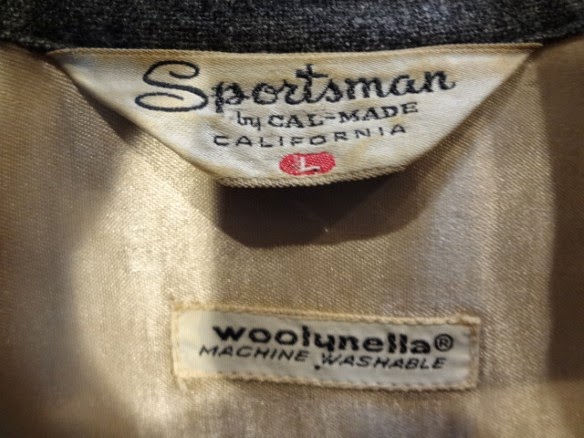 Sportsman
by CAL-MADE
CALIFORNIA
L
woolynella®
MACHINE WASHABLE